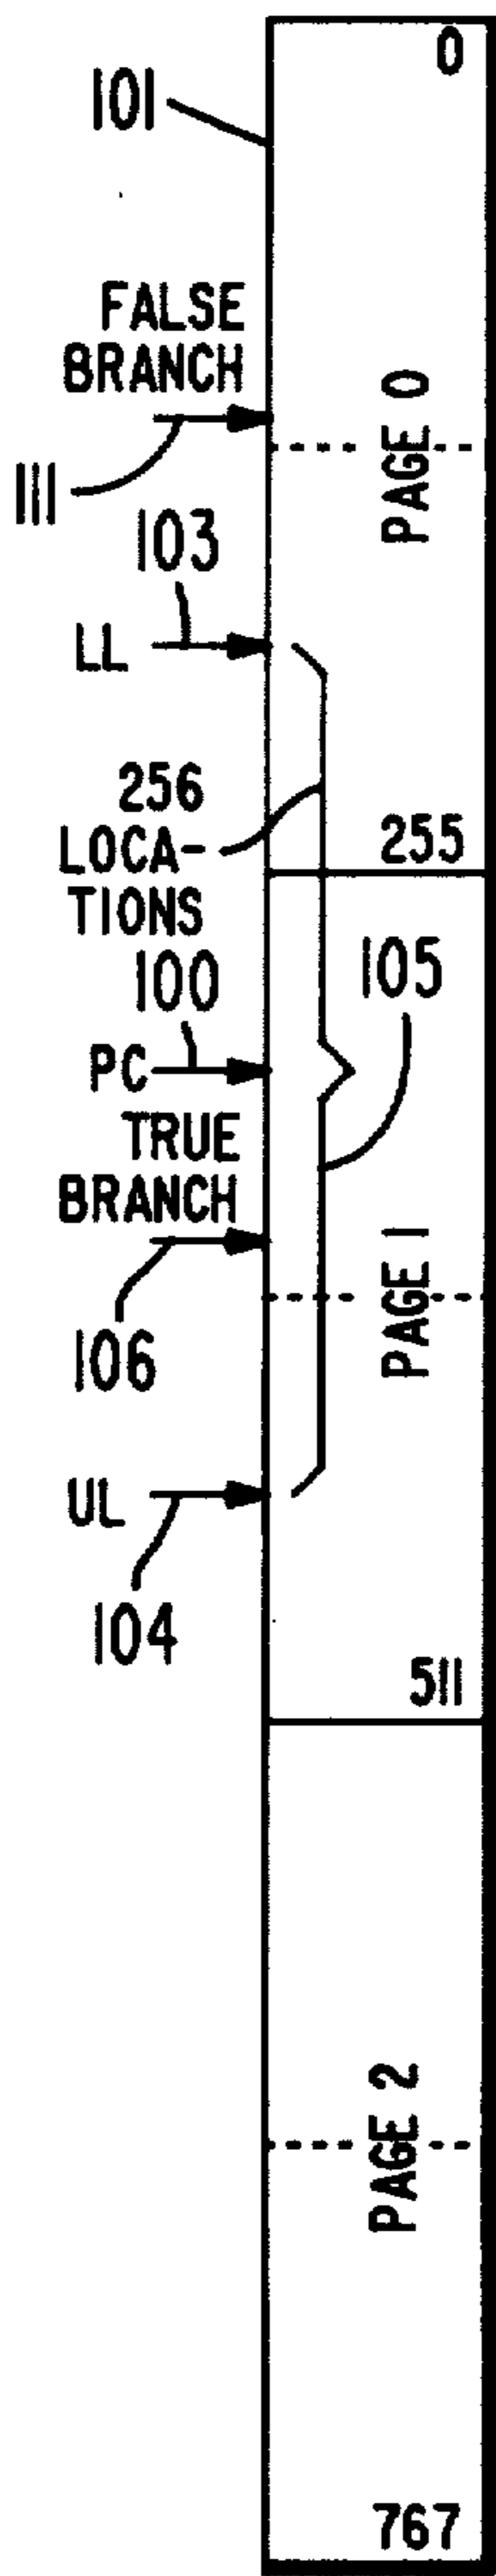 0
101
FALSE
BRANCH
111
PAGE 0
103
LL
256
LOCA-
TIONS
255
100
105
PC
TRUE
BRANCH
106
PAGE 1
UL
104
511
PAGE 2
767